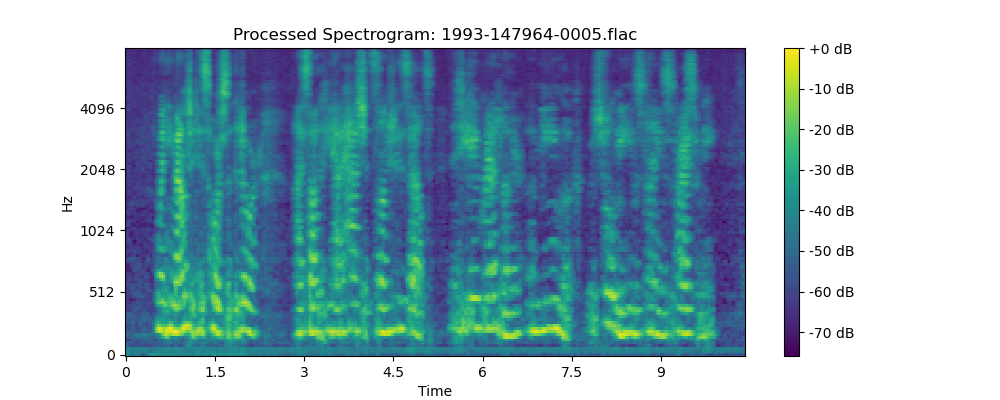 Processed Spectrogram: 1993-147964-0005.flac
Hz
4096
2048
1024
512
0
0 1.5 3 4.5 6 7.5 9
Time
+0 dB
-10 dB
-20 dB
-30 dB
-40 dB
-50 dB
-60 dB
-70 dB